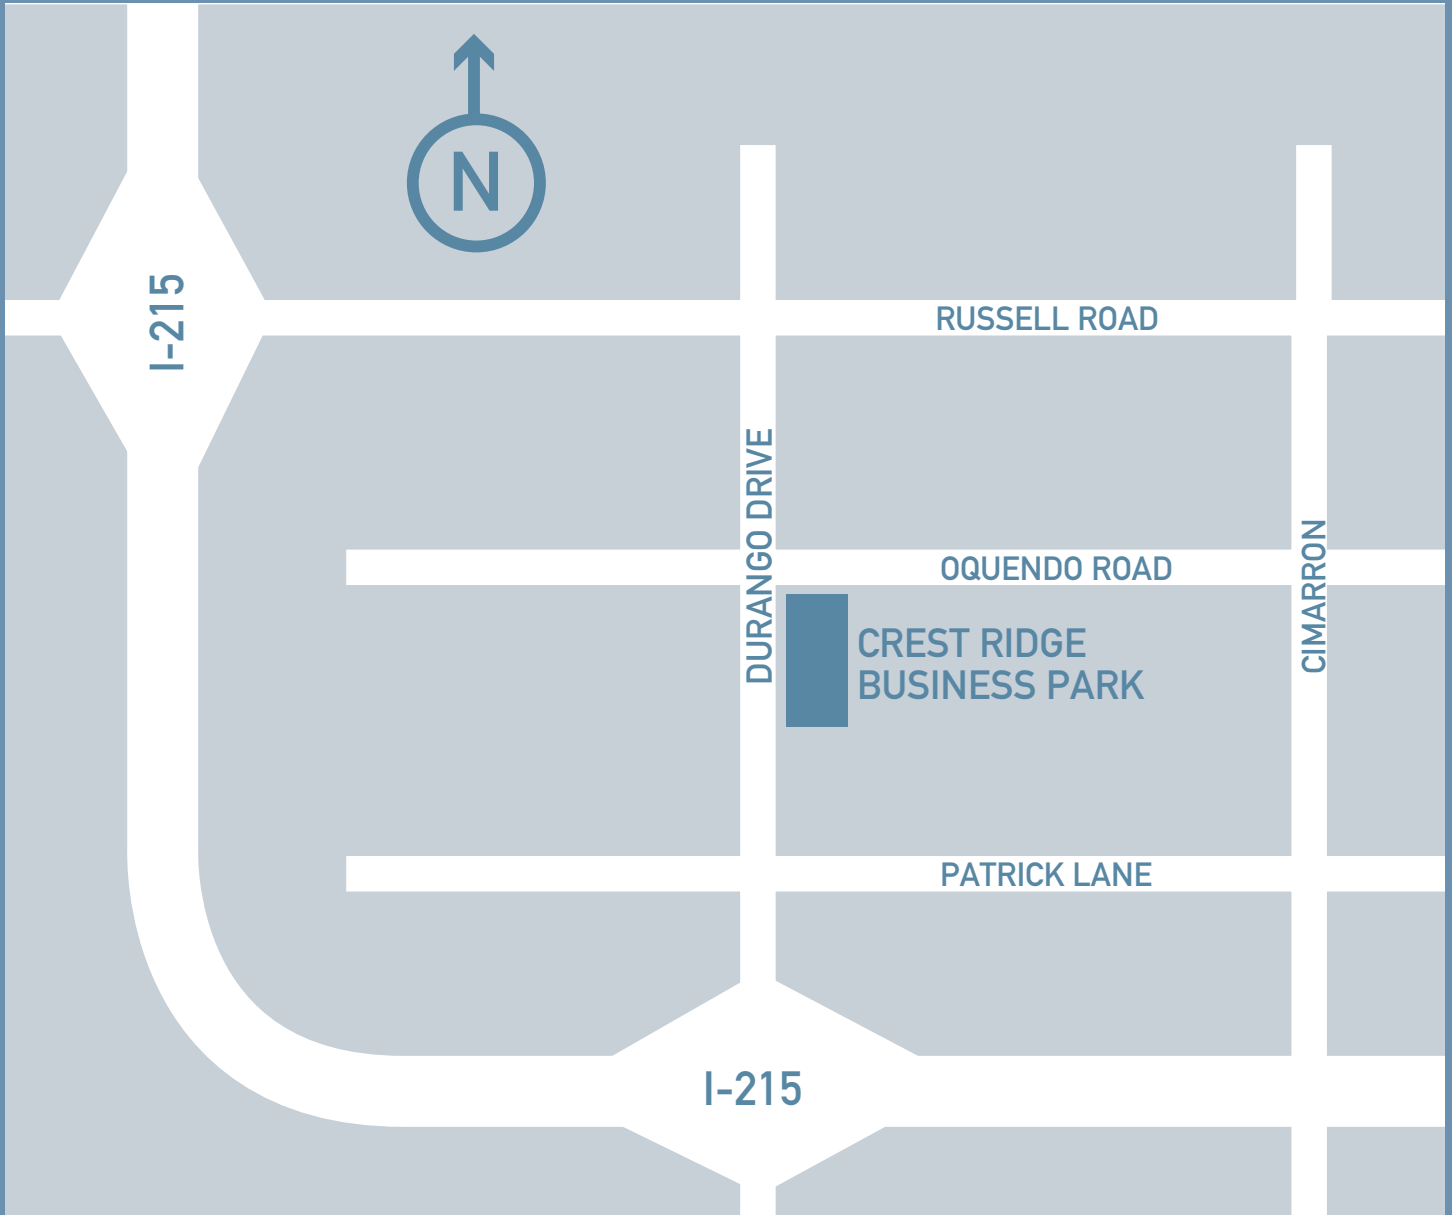 N
I-215
RUSSELL ROAD
DURANGO DRIVE
OQUENDO ROAD
CIMARRON
CREST RIDGE
BUSINESS PARK
PATRICK LANE
I-215